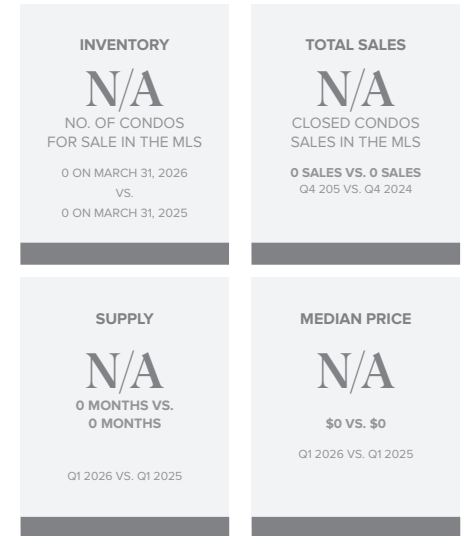 INVENTORY
N/A
NO. OF CONDOS
FOR SALE IN THE MLS
0 ON MARCH 31, 2026
VS.
0 ON MARCH 31, 2025
TOTAL SALES
N/A
CLOSED CONDOS
SALES IN THE MLS
0 SALES VS. 0 SALES
Q4 205 VS. Q4 2024
SUPPLY
N/A
0 MONTHS VS.
0 MONTHS
Q1 2026 VS. Q1 2025
MEDIAN PRICE
N/A
$0 VS. $0
Q1 2026 VS. Q1 2025